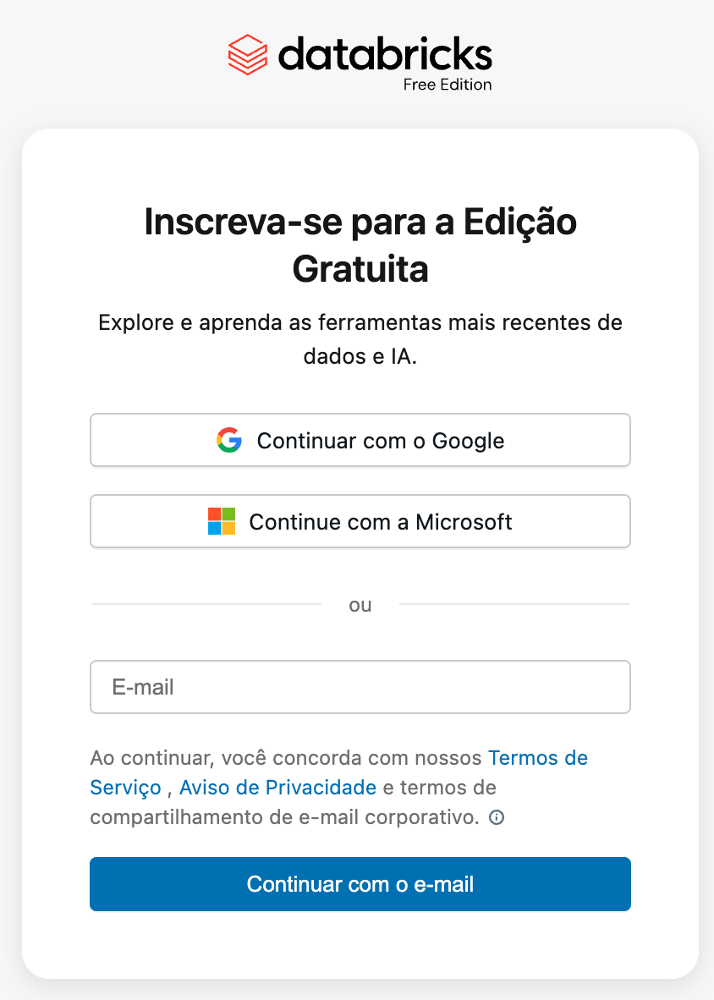 databricks
Free Edition
Inscreva-se para a Edição
Gratuita
Explore e aprenda as ferramentas mais recentes de
dados e IA.
Continuar com o Google
Continue com a Microsoft
ou
E-mail
Ao continuar, você concorda com nossos Termos de
Serviço , Aviso de Privacidade e termos de
compartilhamento de e-mail corporativo.
Continuar com o e-mail